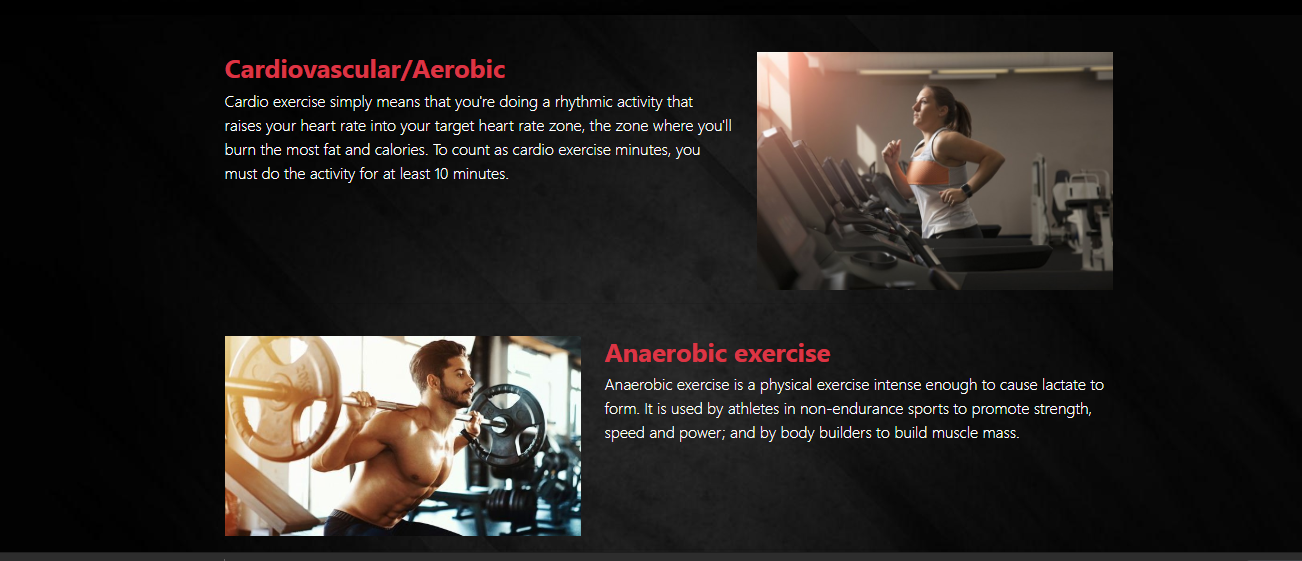 Cardiovascular/Aerobic
Cardio exercise simply means that you're doing a rhythmic activity that
raises your heart rate into your target heart rate zone, the zone where you'll
burn the most fat and calories. To count as cardio exercise minutes, you
must do the activity for at least 10 minutes.
Anaerobic exercise
Anaerobic exercise is a physical exercise intense enough to cause lactate to
form. It is used by athletes in non-endurance sports to promote strength,
speed and power; and by body builders to build muscle mass.